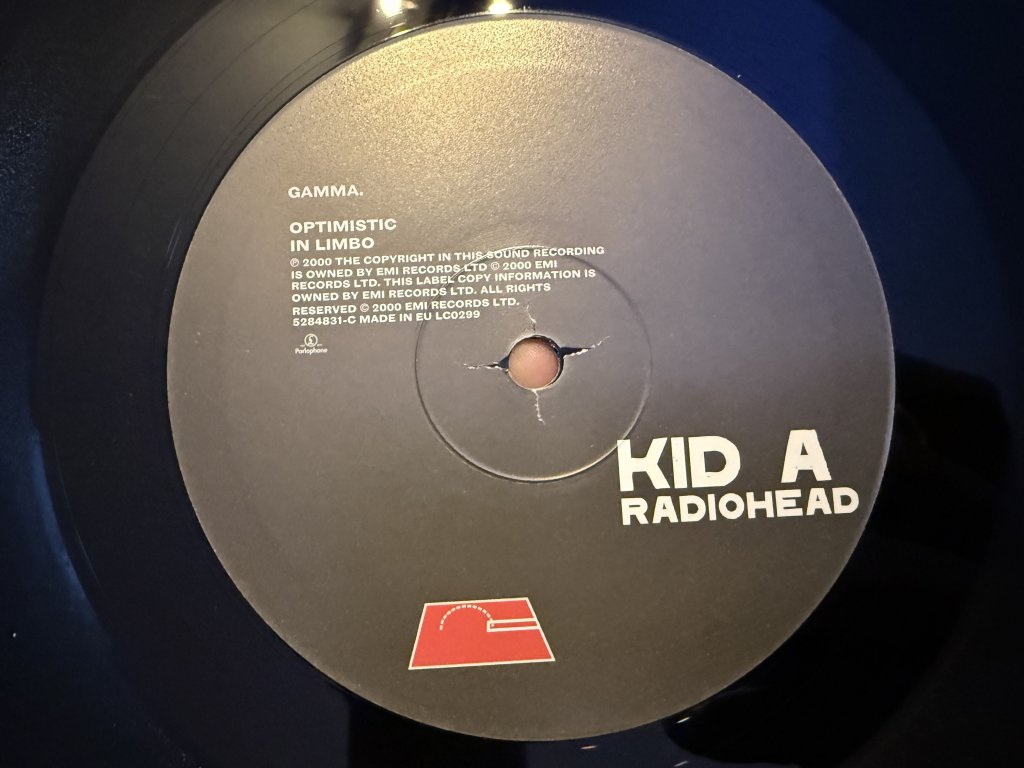 GAMMA.
OPTIMISTIC
IN LIMBO
℗ 2000 THE COPYRIGHT IN THIS SOUND RECORDING
IS OWNED BY EMI RECORDS LTD © 2000 EMI
RECORDS LTD. THIS LABEL COPY INFORMATION IS
OWNED BY EMI RECORDS LTD. ALL RIGHTS
RESERVED © 2000 EMI RECORDS LTD.
5284831-C MADE IN EU LC0299
Parlophone
KID A
RADIOHEAD